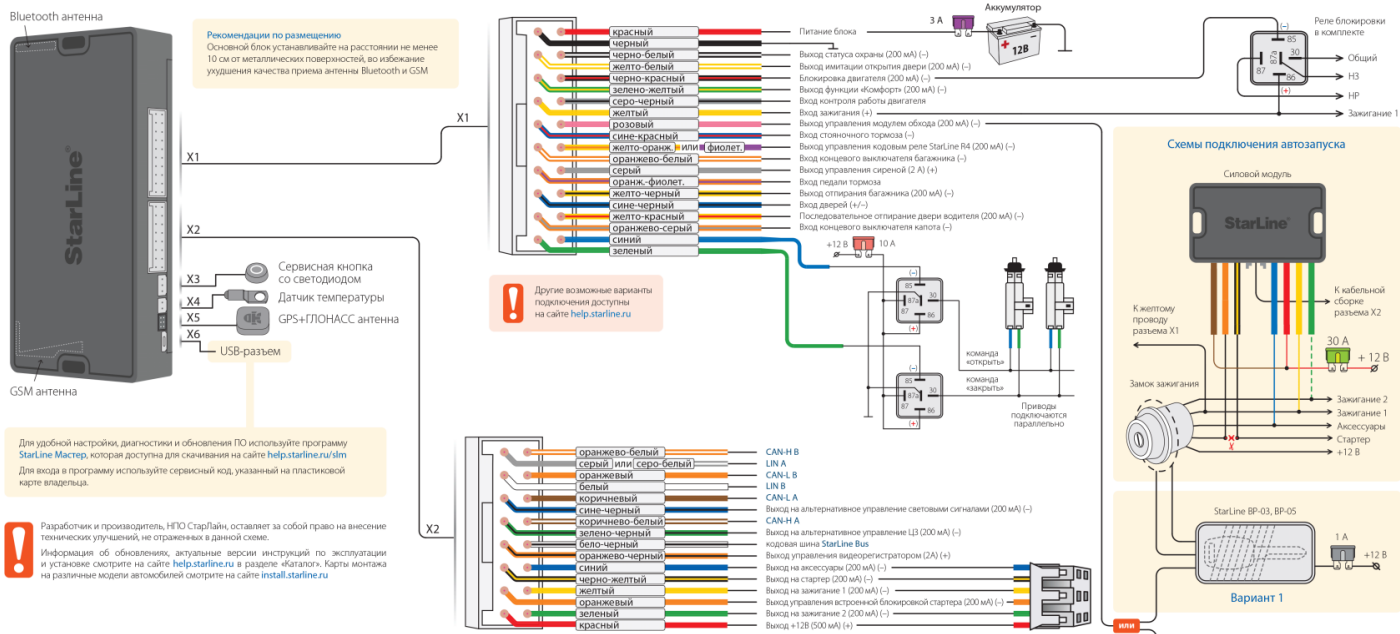 Bluetooth антенна
StarLine
GSM антенна
Рекомендации по размещению
Основной блок устанавливайте на расстоянии не менее
10 см от металлических поверхностей, во избежание
ухудшения качества приема антенны Bluetooth и GSM
X1
X2
X3
X4
X5
X6
Сервисная кнопка
со светодиодом
Датчик температуры
GPS+ГЛОНАСС антенна
USB-разъем
Для удобной настройки, диагностики и обновления ПО используйте программу
StarLine Мастер, которая доступна для скачивания на сайте help.starline.ru/slm
Для входа в программу используйте сервисный код, указанный на пластиковой
карте владельца.
Разработчик и производитель, НПО СтарЛайн, оставляет за собой право на внесение
технических улучшений, не отраженных в данной схеме.
Информация об обновлениях, актуальные версии инструкций по эксплуатации
и установке смотрите на сайте help.starline.ru в разделе «Каталог». Карты монтажа
на различные модели автомобилей смотрите на сайте install.starline.ru
X1
красный Питание блока
черный
черно-белый Выход статуса охраны (200 мА) (–)
желто-белый Выход имитации открытия двери (200 мА) (–)
черно-красный Блокировка двигателя (200 мА) (–)
зелено-желтый Выход функции «Комфорт» (200 мА) (–)
серо-черный Вход контроля работы двигателя
желтый Вход зажигания (+)
розовый Выход управления модулем обхода (200 мА) (–)
сине-красный Вход стояночного тормоза (–)
желто-оранж. или фиолет. Выход управления кодовым реле StarLine R4 (200 мА) (–)
оранжево-белый Вход концевого выключателя багажника (–)
серый Выход управления сиреной (2 А) (+)
оранж.-фиолет. Вход педали тормоза
желто-черный Выход отпирания багажника (200 мА) (–)
сине-черный Вход дверей (+/–)
желто-красный Последовательное отпирание двери водителя (200 мА) (–)
оранжево-серый Вход концевого выключателя капота (–)
синий
зеленый
3 А
Аккумулятор
12В
Другие возможные варианты
подключения доступны
на сайте help.starline.ru
+12 В
10 А
(–)
85
87a
30
87
86
(+)
(–)
85
87a
30
87
86
(+)
команда
«открыть»
команда
«закрыть»
Приводы
подключаются
параллельно
(–)
85
87a
30
87
86
(+)
Реле блокировки
в комплекте
Общий
НЗ
НР
Зажигание 1
Схемы подключения автозапуска
Силовой модуль
StarLine
К желтому
проводу
разъема X1
К кабельной
сборке
разъема X2
30 А
+ 12 В
Замок зажигания
Зажигание 2
Зажигание 1
Аксессуары
Стартер
+12 В
StarLine BP-03, BP-05
1 А
+12 В
Вариант 1
или
X2
оранжево-белый CAN-H B
серый или серо-белый LIN A
оранжевый CAN-L B
белый LIN B
коричневый CAN-L A
сине-черный Выход на альтернативное управление световыми сигналами (200 мА) (–)
коричнево-белый CAN-H A
зелено-черный Выход на альтернативное управление ЦЗ (200 мА) (–)
бело-черный кодовая шина StarLine Bus
оранжево-черный Выход управления видеорегистратором (2А) (+)
синий Выход на аксессуары (200 мА) (–)
черно-желтый Выход на стартер (200 мА) (–)
желтый Выход на зажигание 1 (200 мА) (–)
оранжевый Выход управления встроенной блокировкой стартера (200 мА) (–)
зеленый Выход на зажигание 2 (200 мА) (–)
красный Выход +12В (500 мА) (+)